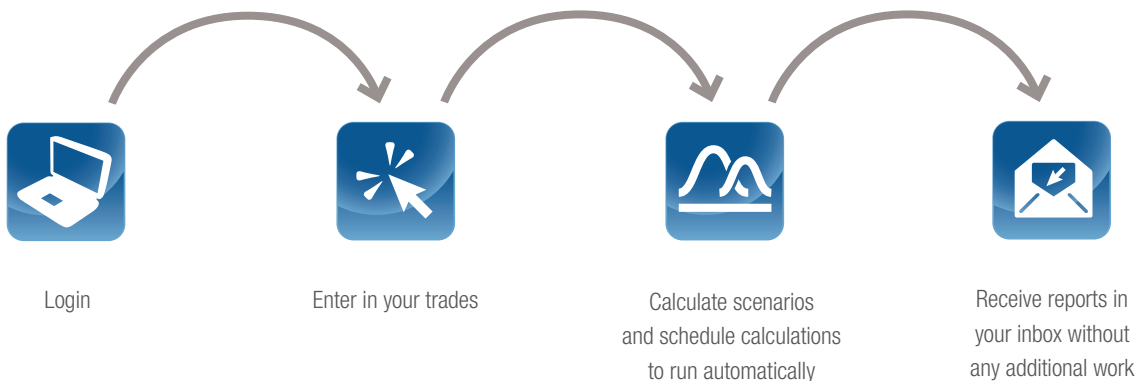 Login
Enter in your trades
Calculate scenarios
and schedule calculations
to run automatically
Receive reports in
your inbox without
any additional work